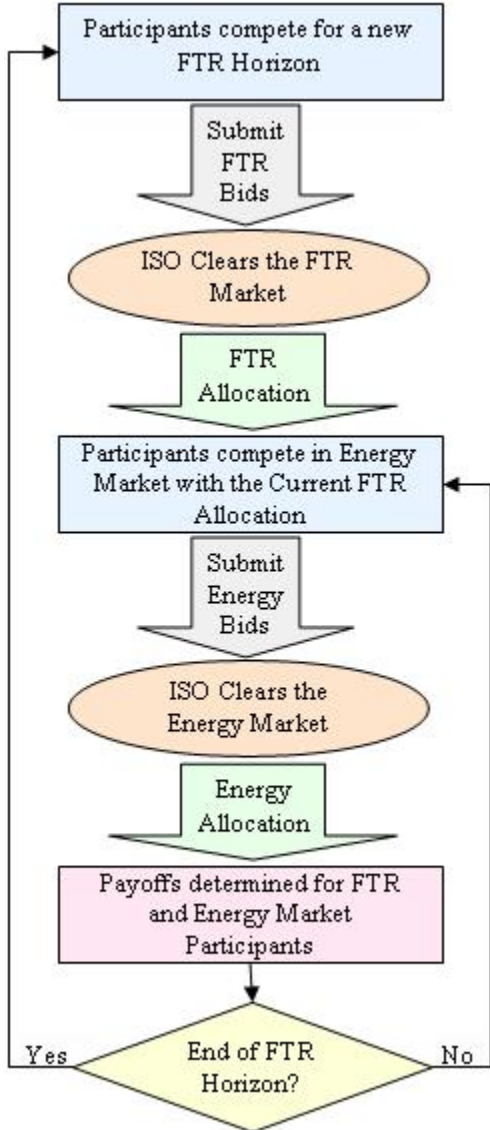 Participants compete for a new
FTR Horizon
Submit
FTR
Bids
ISO Clears the FTR
Market
FTR
Allocation
Participants compete in Energy
Market with the Current FTR
Allocation
Submit
Energy
Bids
ISO Clears the
Energy Market
Energy
Allocation
Payoffs determined for FTR
and Energy Market
Participants
Yes
End of FTR
Horizon?
No